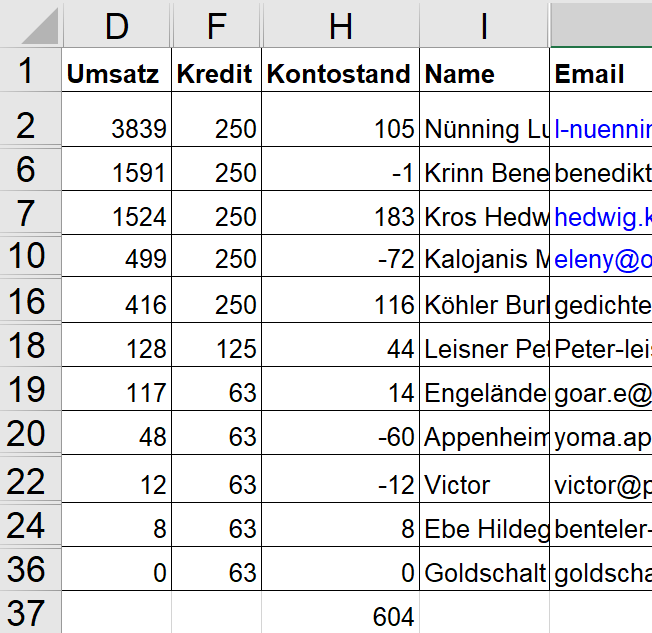 D F H I
1 Umsatz Kredit Kontostand Name Email
2 3839 250 105 Nünning Lu l-nuennin
6 1591 250 -1 Krinn Bene benedikt
7 1524 250 183 Kros Hedw hedwig.k
10 499 250 -72 Kalojanis M eleny@o
16 416 250 116 Köhler Burl gedichte
18 128 125 44 Leisner Pet Peter-leis
19 117 63 14 Engelände goar.e@
20 48 63 -60 Appenheim yoma.ap
22 12 63 -12 Victor victor@p
24 8 63 8 Ebe Hildeg benteler-
36 0 63 0 Goldschalt goldscha
37 604